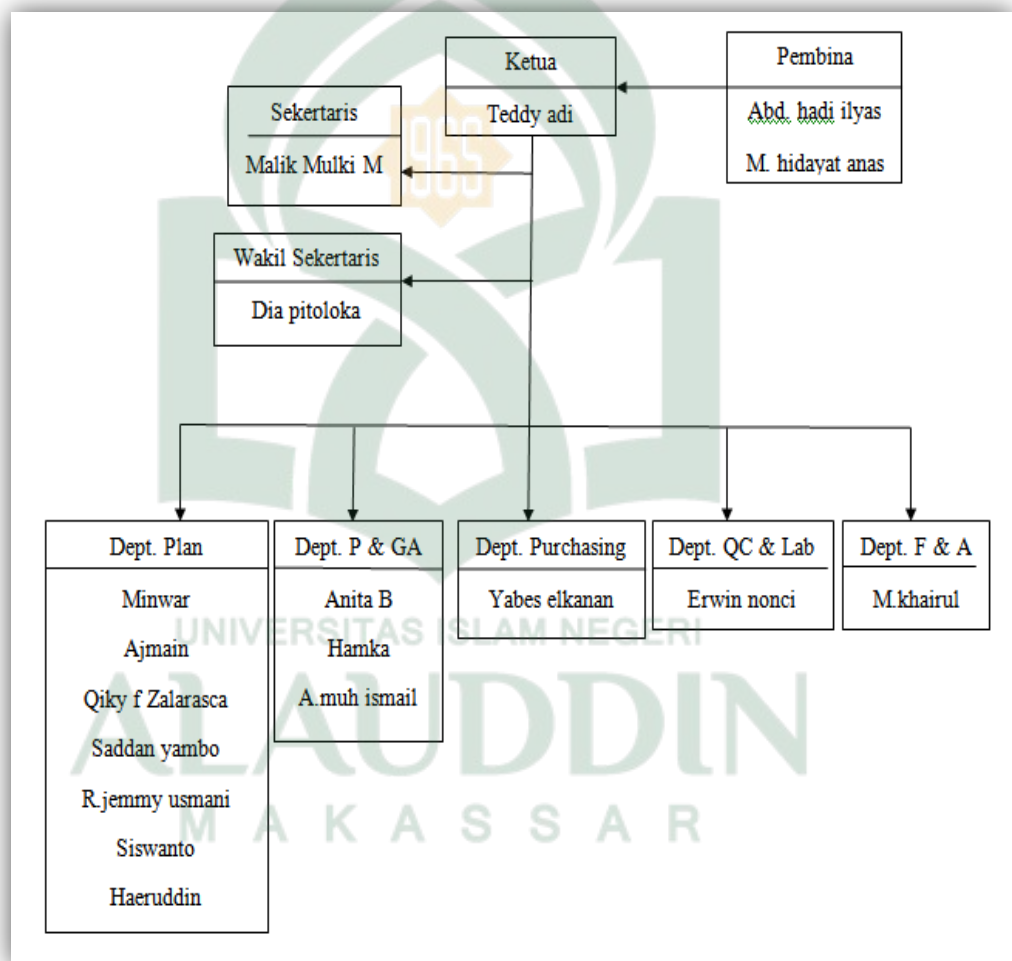 Ketua
Teddy adi
Pembina
Abd. hadi ilyas
M. hidayat anas
Sekertaris
Malik Mulki M
1965
Wakil Sekertaris
Dia pitoloka
Dept. Plan
Minwar
Ajmain
Qiky f Zalarasca
Saddan yambo
R.jemmy usmani
Siswanto
Haeruddin
Dept. P & GA
Anita B
Hamka
A.muh ismail
Dept. Purchasing
Yabes elkanan
Dept. QC & Lab
Erwin nonci
Dept. F & A
M.khairul
UNIVERSITAS ISLAM NEGERI
ALAUDDIN
MAKASSAR